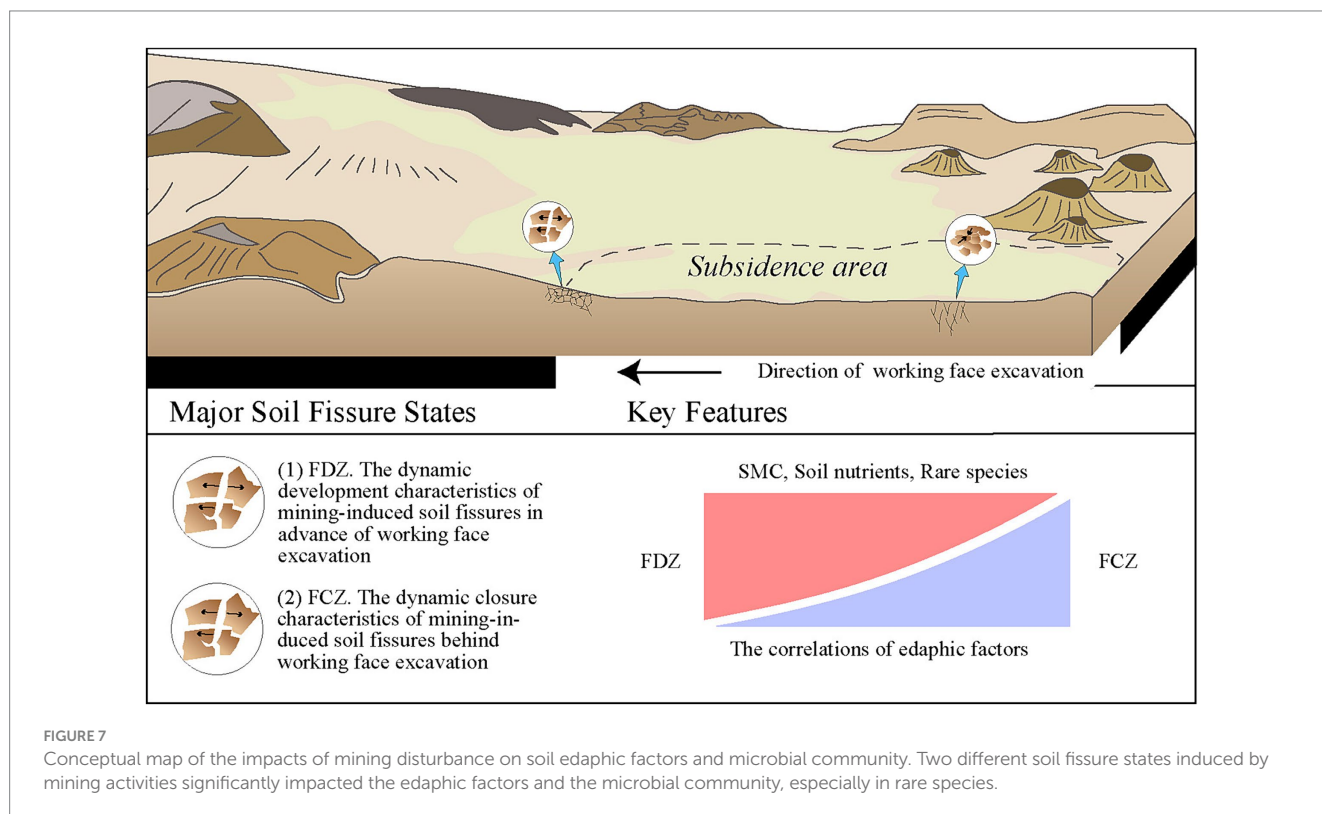 Subsidence area
Direction of working face excavation
Major Soil Fissure States
Key Features
(1) FDZ. The dynamic
development characteristics of
mining-induced soil fissures in
advance of working face
excavation
(2) FCZ. The dynamic closure
characteristics of mining-in-
duced soil fissures behind
working face excavation
SMC, Soil nutrients, Rare species
FDZ
FCZ
The correlations of edaphic factors
FIGURE 7
Conceptual map of the impacts of mining disturbance on soil edaphic factors and microbial community. Two different soil fissure states induced by
mining activities significantly impacted the edaphic factors and the microbial community, especially in rare species.